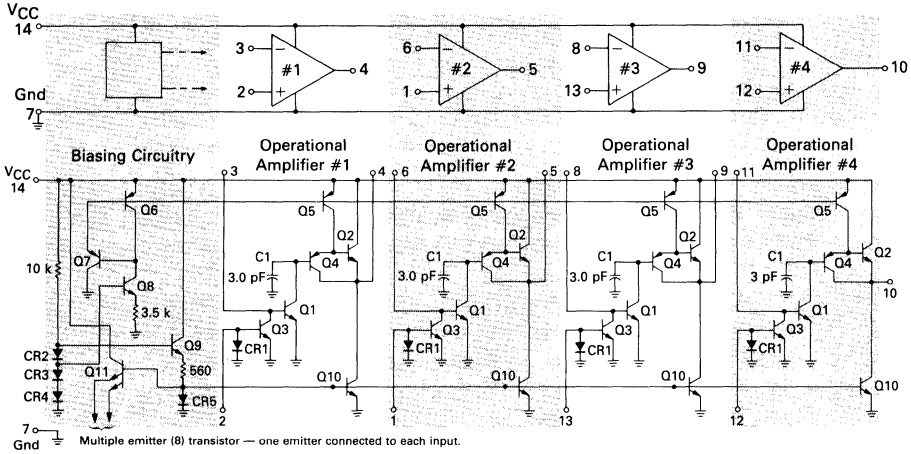 VCC
14
3
−
#1
4
2
+
6
−
#2
5
1
+
8
−
#3
9
13
+
11
−
#4
10
12
+
Gnd
7
Biasing Circuitry
Operational
Amplifier #1
Operational
Amplifier #2
Operational
Amplifier #3
Operational
Amplifier #4
VCC
14
3
4
6
5
8
9
11
Q6
Q5
Q5
Q5
Q5
Q7
10 k
Q8
3.5 k
C1
3.0 pF
Q4
Q2
Q1
Q3
CR1
C1
3.0 pF
Q4
Q2
Q1
Q3
CR1
C1
3.0 pF
Q4
Q2
Q1
Q3
CR1
C1
3 pF
Q4
Q2
10
Q1
Q3
CR1
CR2
CR3
CR4
Q11
Q9
560
CR5
Q10
Q10
Q10
Q10
2
1
13
12
7
Gnd
Multiple emitter (8) transistor — one emitter connected to each input.